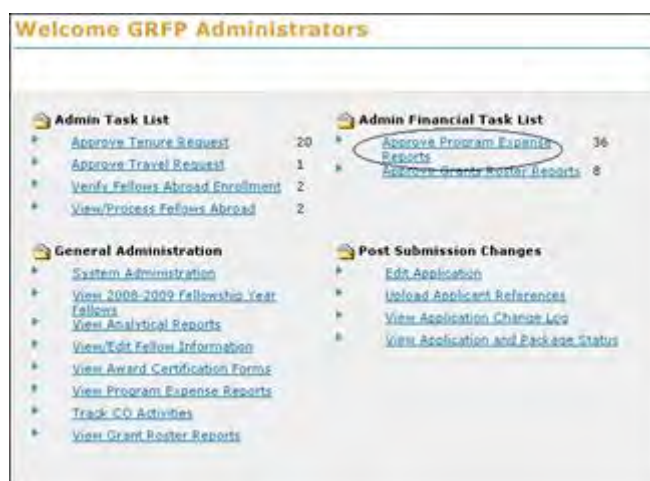 Welcome GRFP Administrators
Admin Task List
Approve Tenure Request 20
Approve Travel Request 1
Verify Fellows Abroad Enrollment 2
View/Process Fellows Abroad 2
Admin Financial Task List
Approve Program Expense 36
Reports
Approve Grants Roster Reports 8
General Administration
System Administration
View 2008-2009 Fellowship Year
Fellows
View Analytical Reports
View/Edit Fellow Information
View Award Certification Forms
View Program Expense Reports
Track CO Activities
View Grant Roster Reports
Post Submission Changes
Edit Application
Upload Applicant References
View Application Change Log
View Application and Package Status